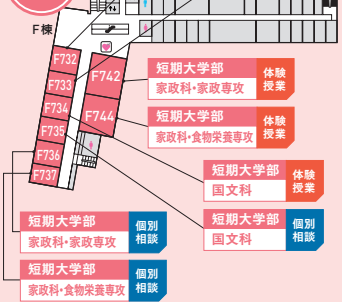 F棟
F732
F733
F734
F735
F736
F737
F742
F744
短期大学部
家政科・家政専攻
体験
授業
短期大学部
家政科・食物栄養専攻
体験
授業
短期大学部
国文科
体験
授業
短期大学部
国文科
個別
相談
短期大学部
家政科・家政専攻
個別
相談
短期大学部
家政科・食物栄養専攻
個別
相談